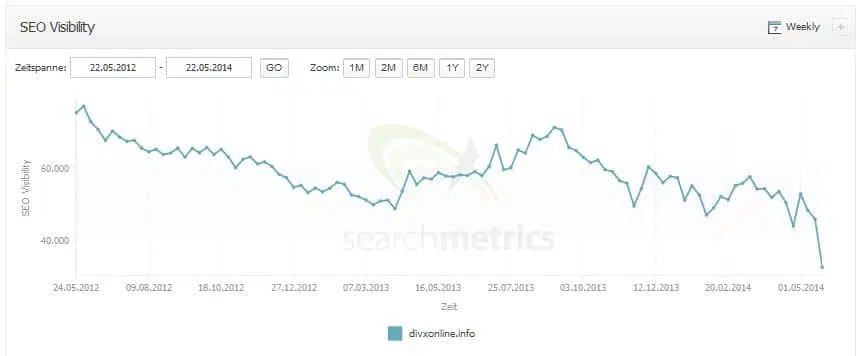 SEO Visibility
Weekly
Zeitspanne: 22.05.2012 - 22.05.2014 GO Zoom: 1M 2M 6M 1Y 2Y
SEO Visibility
60.000
40.000
searchmetrics
24.05.2012 09.08.2012 18.10.2012 27.12.2012 07.03.2013 16.05.2013 25.07.2013 03.10.2013 12.12.2013 20.02.2014 01.05.2014
Zeit
divxonline.info